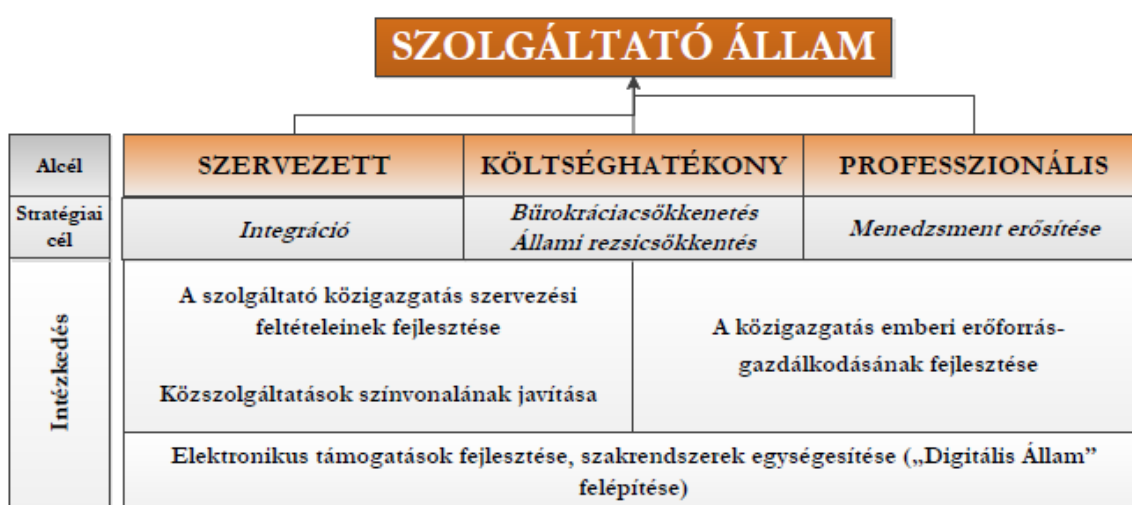 SZOLGÁLTATÓ ÁLLAM
Alcél
SZERVEZETT
KÖLTSÉGHATÉKONY
PROFESSZIONÁLIS
Stratégiai
cél
Integráció
Bürokráciacsökkenetés
Állami rezsicsökkentés
Menedzsment erősítése
Intézkedés
A szolgáltató közigazgatás szervezési
feltételeinek fejlesztése
Közszolgáltatások színvonalának javítása
A közigazgatás emberi erőforrás-
gazdálkodásának fejlesztése
Elektronikus támogatások fejlesztése, szakrendszerek egységesítése („Digitális Állam”
felépítése)